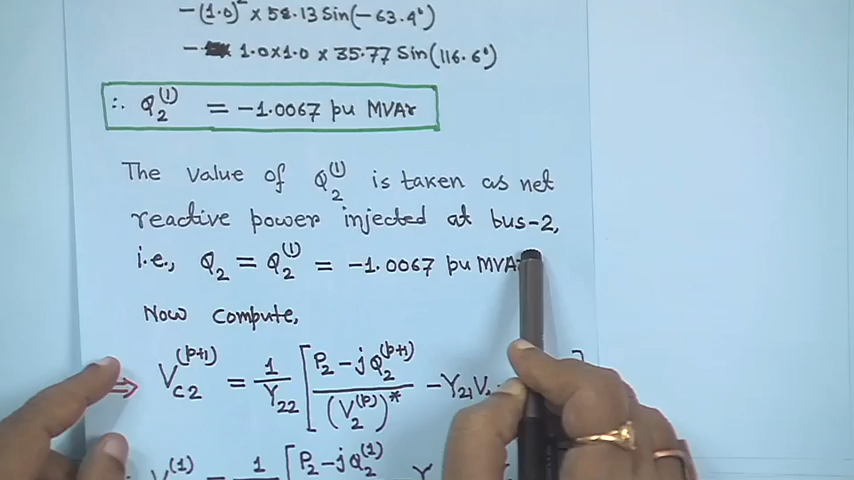 -(1.0)² × 58.13 Sin(-63.4°)
- 1.0×1.0 × 35.77 Sin(116.6°)
∴ Q₂⁽¹⁾ = -1.0067 pu MVAr
The value of Q₂⁽¹⁾ is taken as net
reactive power injected at bus-2,
i.e., Q₂ = Q₂⁽¹⁾ = -1.0067 pu MVAr
Now compute,
⇒ V_C2^(p+1) = 1/Y₂₂ [ (P₂ - jQ₂^(p+1)) / (V₂^(p))* - Y₂₁V
V^(1) = 1 [ P₂ - jQ₂^(1)